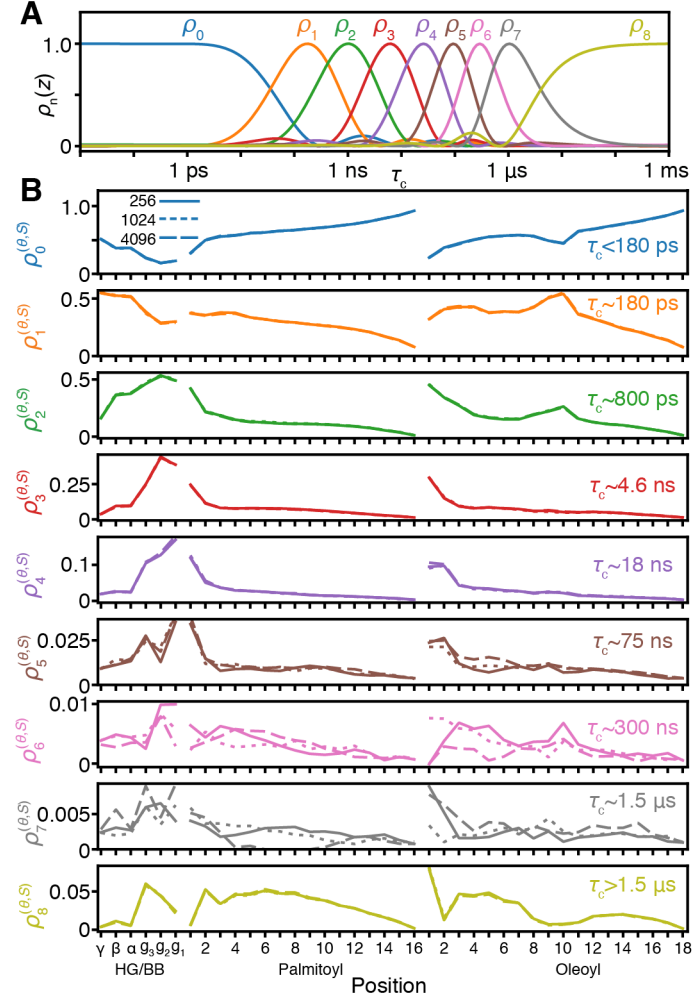 A
ρ₀ ρ₁ ρ₂ ρ₃ ρ₄ ρ₅ ρ₆ ρ₇ ρ₈
1.0
ρₙ(z)
0
1 ps 1 ns τc 1 µs 1 ms
B
1.0
256
1024
4096
ρ₀^(θ,S)
τc<180 ps
0
0.5
ρ₁^(θ,S)
τc~180 ps
0
0.5
ρ₂^(θ,S)
τc~800 ps
0
0.25
ρ₃^(θ,S)
τc~4.6 ns
0
0.1
ρ₄^(θ,S)
τc~18 ns
0
0.025
ρ₅^(θ,S)
τc~75 ns
0
0.01
ρ₆^(θ,S)
τc~300 ns
0
0.005
ρ₇^(θ,S)
τc~1.5 µs
0
0.05
ρ₈^(θ,S)
τc>1.5 µs
0
γ β α g₃ g₂ g₁ 2 4 6 8 10 12 14 16 2 4 6 8 10 12 14 16 18
HG/BB Palmitoyl Oleoyl
Position